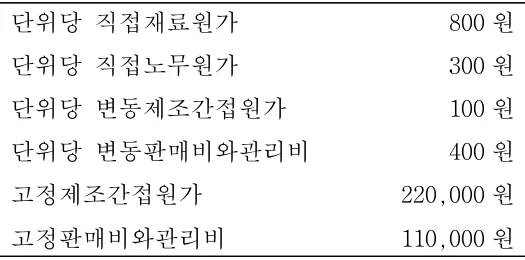 단위당 직접재료원가 800 원
단위당 직접노무원가 300 원
단위당 변동제조간접원가 100 원
단위당 변동판매비와관리비 400 원
고정제조간접원가 220,000 원
고정판매비와관리비 110,000 원